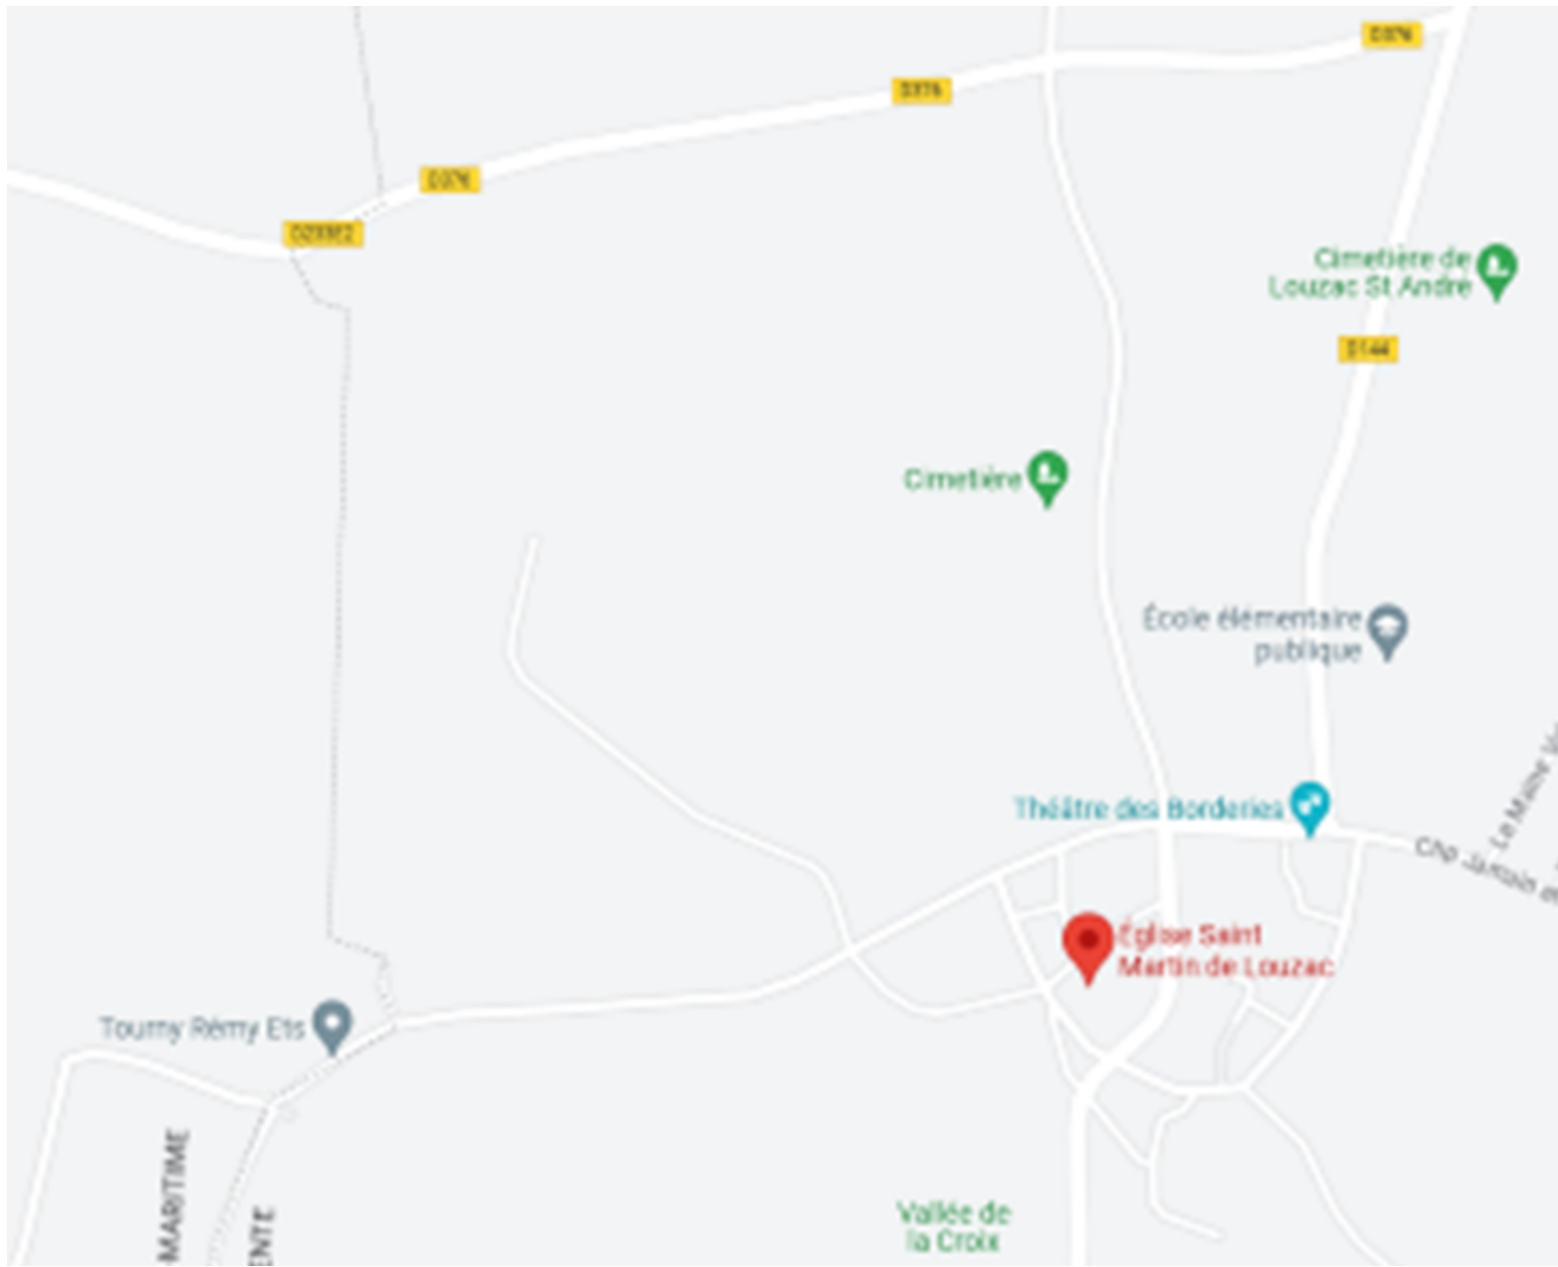 D376
D376
D376
Cimetière de
Louzac St André
D144
Cimetière
École élémentaire
publique
Théâtre des Borderies
Église Saint
Martin de Louzac
Tourny Rémy Ets
-MARITIME
ENTE
Vallée de
la Croix